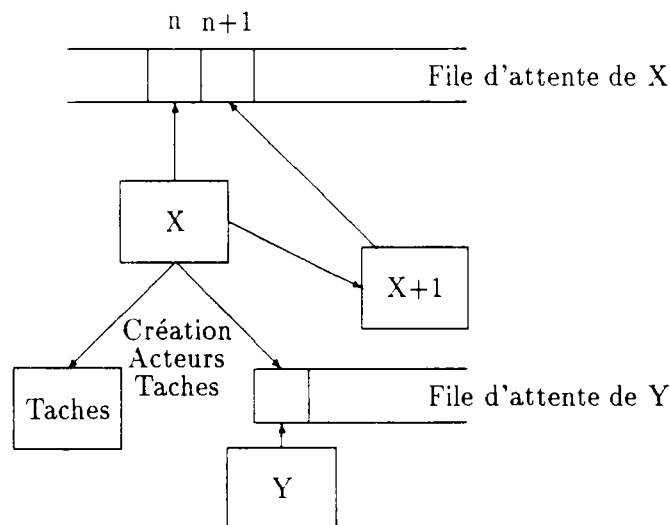 n n+1
File d'attente de X
X
X+1
Création
Acteurs
Taches
Taches
File d'attente de Y
Y